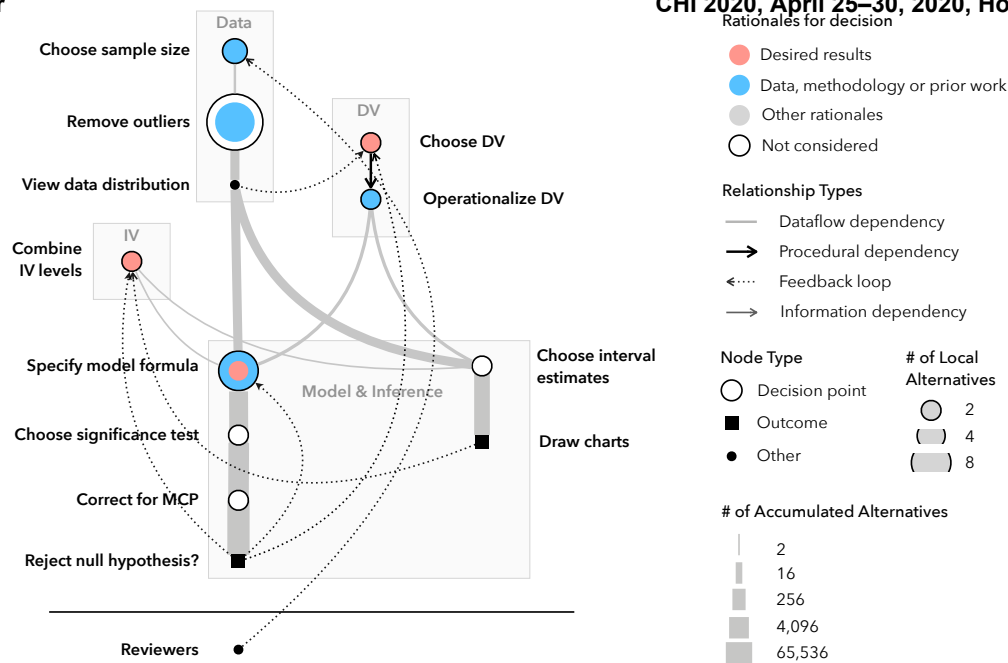 r
CHI 2020, April 25–30, 2020, Ho
Data
Choose sample size
Remove outliers
View data distribution
DV
Choose DV
Operationalize DV
IV
Combine
IV levels
Specify model formula
Model & Inference
Choose interval
estimates
Choose significance test
Draw charts
Correct for MCP
Reject null hypothesis?
Reviewers
Rationales for decision
Desired results
Data, methodology or prior work
Other rationales
Not considered
Relationship Types
Dataflow dependency
Procedural dependency
Feedback loop
Information dependency
Node Type
Decision point
Outcome
Other
# of Local
Alternatives
2
4
8
# of Accumulated Alternatives
2
16
256
4,096
65,536